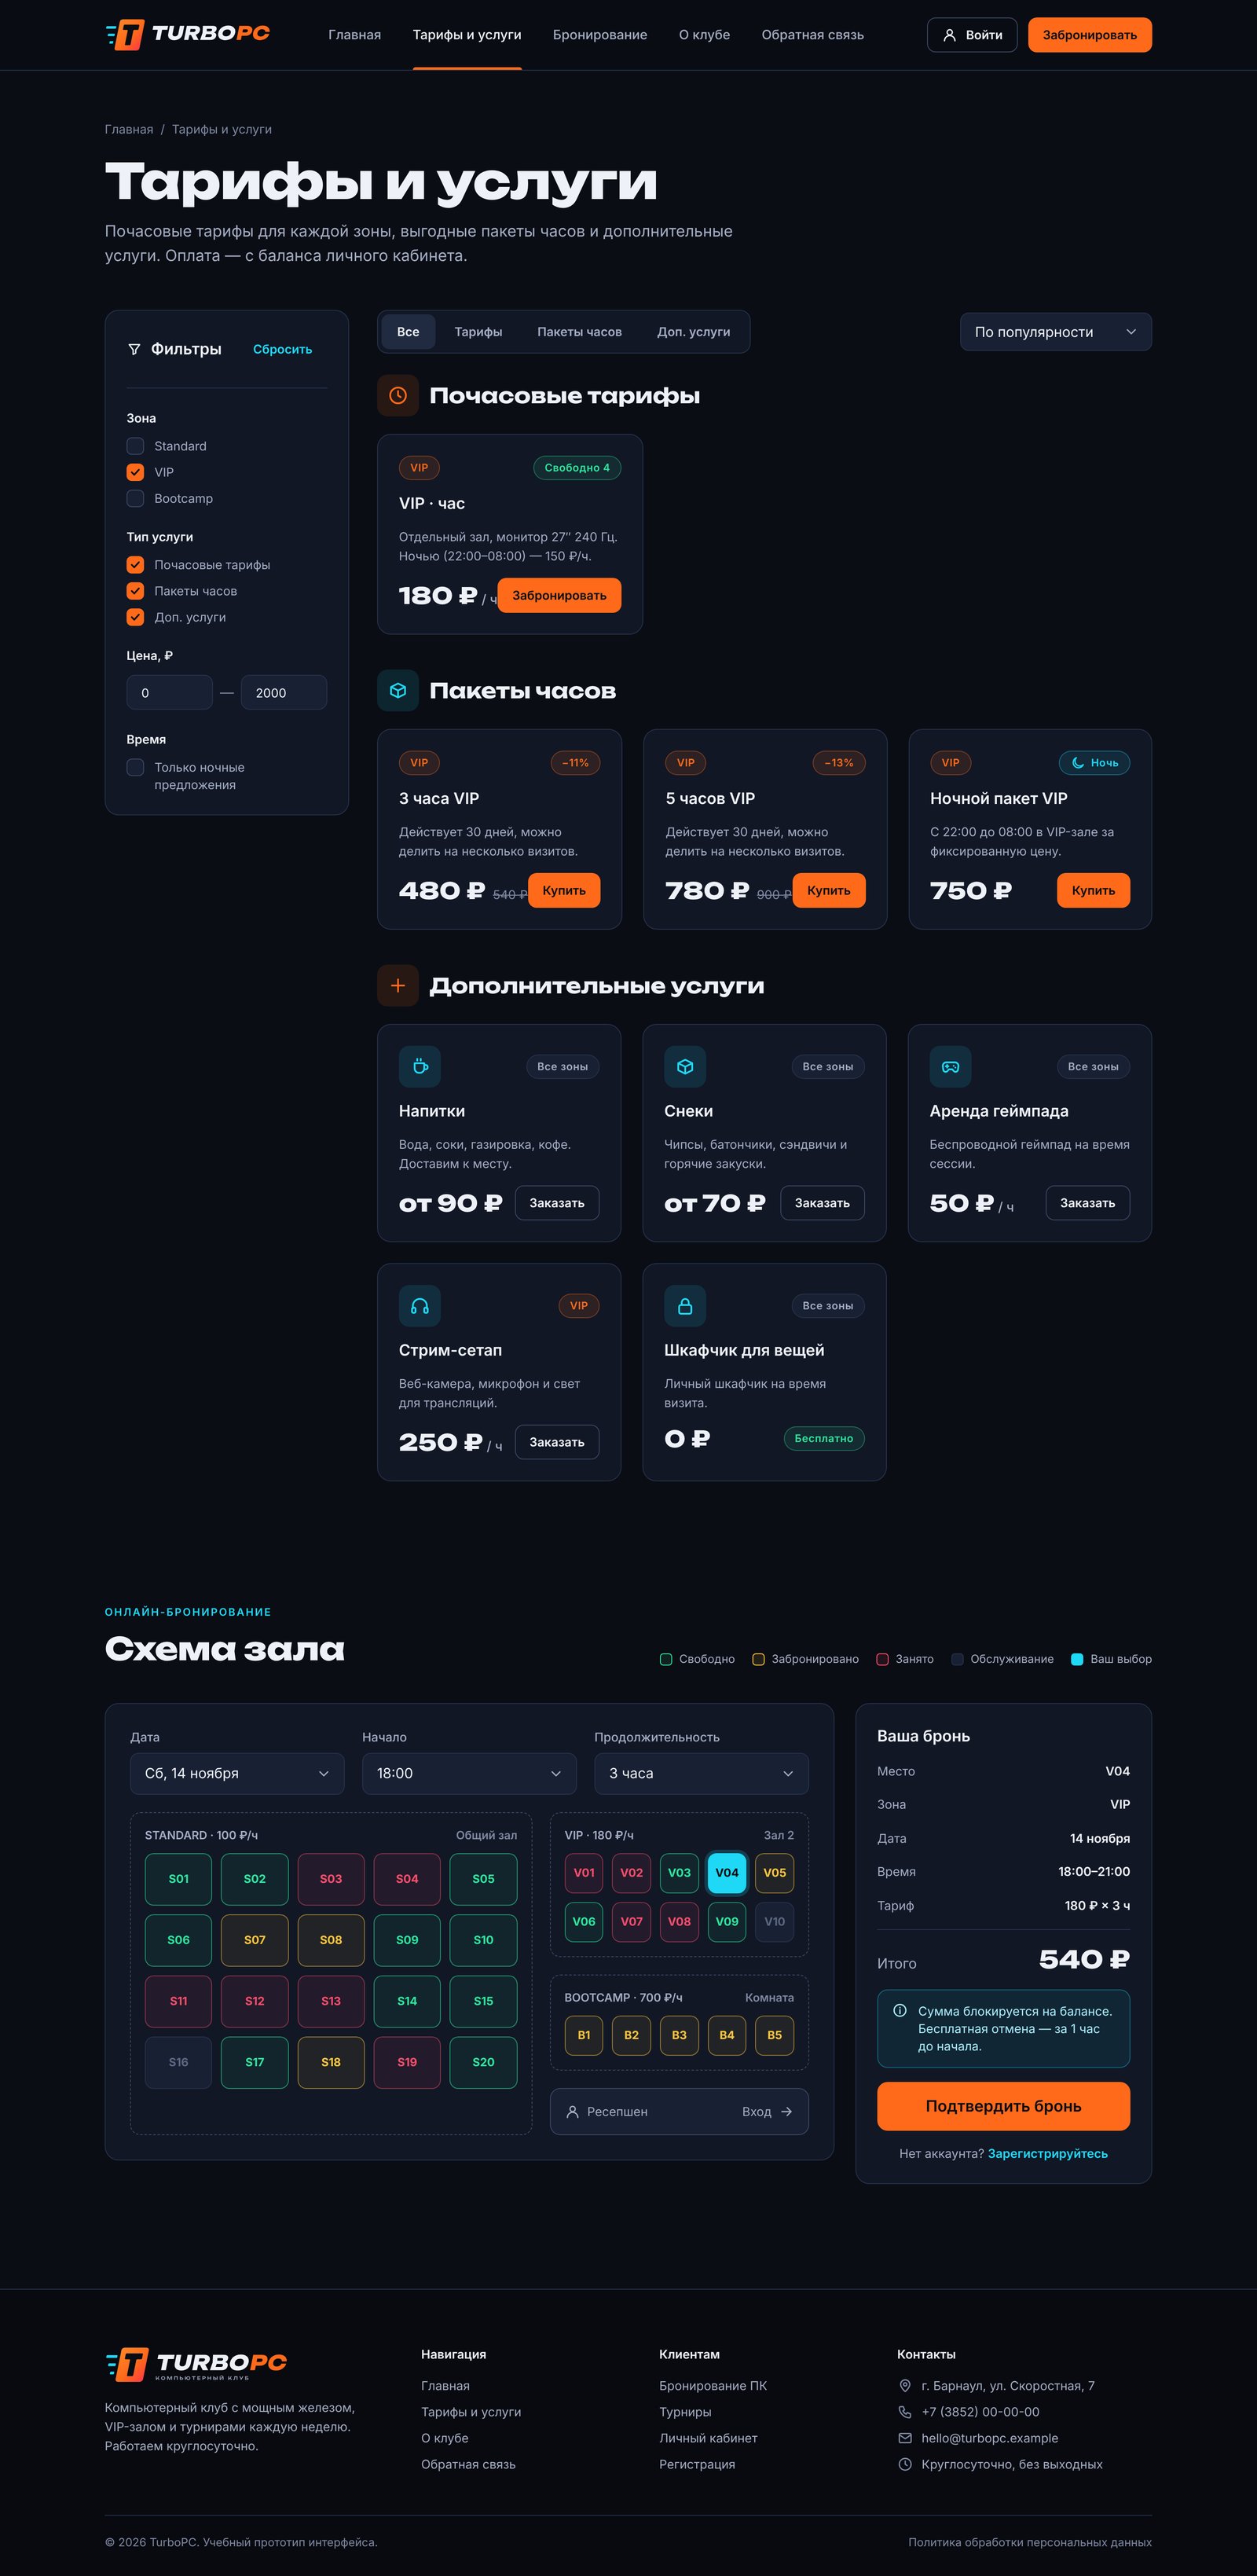 TURBOPC
Главная
Тарифы и услуги
Бронирование
О клубе
Обратная связь
Войти
Забронировать
Главная / Тарифы и услуги
Тарифы и услуги
Почасовые тарифы для каждой зоны, выгодные пакеты часов и дополнительные
услуги. Оплата — с баланса личного кабинета.
Фильтры
Сбросить
Зона
Standard
VIP
Bootcamp
Тип услуги
Почасовые тарифы
Пакеты часов
Доп. услуги
Цена, ₽
0 — 2000
Время
Только ночные
предложения
Все
Тарифы
Пакеты часов
Доп. услуги
По популярности
Почасовые тарифы
VIP
Свободно 4
VIP · час
Отдельный зал, монитор 27″ 240 Гц.
Ночью (22:00–08:00) — 150 ₽/ч.
180 ₽ / ч
Забронировать
Пакеты часов
VIP
−11%
3 часа VIP
Действует 30 дней, можно
делить на несколько визитов.
480 ₽ 540 ₽
Купить
VIP
−13%
5 часов VIP
Действует 30 дней, можно
делить на несколько визитов.
780 ₽ 900 ₽
Купить
VIP
Ночь
Ночной пакет VIP
С 22:00 до 08:00 в VIP-зале за
фиксированную цену.
750 ₽
Купить
Дополнительные услуги
Все зоны
Напитки
Вода, соки, газировка, кофе.
Доставим к месту.
от 90 ₽
Заказать
Все зоны
Снеки
Чипсы, батончики, сэндвичи и
горячие закуски.
от 70 ₽
Заказать
Все зоны
Аренда геймпада
Беспроводной геймпад на время
сессии.
50 ₽ / ч
Заказать
VIP
Стрим-сетап
Веб-камера, микрофон и свет
для трансляций.
250 ₽ / ч
Заказать
Все зоны
Шкафчик для вещей
Личный шкафчик на время
визита.
0 ₽
Бесплатно
ОНЛАЙН-БРОНИРОВАНИЕ
Схема зала
Свободно
Забронировано
Занято
Обслуживание
Ваш выбор
Дата
Сб, 14 ноября
Начало
18:00
Продолжительность
3 часа
STANDARD · 100 ₽/ч
Общий зал
S01 S02 S03 S04 S05
S06 S07 S08 S09 S10
S11 S12 S13 S14 S15
S16 S17 S18 S19 S20
VIP · 180 ₽/ч
Зал 2
V01 V02 V03 V04 V05
V06 V07 V08 V09 V10
BOOTCAMP · 700 ₽/ч
Комната
B1 B2 B3 B4 B5
Ресепшен
Вход
Ваша бронь
Место V04
Зона VIP
Дата 14 ноября
Время 18:00–21:00
Тариф 180 ₽ × 3 ч
Итого 540 ₽
Сумма блокируется на балансе.
Бесплатная отмена — за 1 час
до начала.
Подтвердить бронь
Нет аккаунта? Зарегистрируйтесь
TURBOPC
КОМПЬЮТЕРНЫЙ КЛУБ
Компьютерный клуб с мощным железом,
VIP-залом и турнирами каждую неделю.
Работаем круглосуточно.
Навигация
Главная
Тарифы и услуги
О клубе
Обратная связь
Клиентам
Бронирование ПК
Турниры
Личный кабинет
Регистрация
Контакты
г. Барнаул, ул. Скоростная, 7
+7 (3852) 00-00-00
hello@turbopc.example
Круглосуточно, без выходных
© 2026 TurboPC. Учебный прототип интерфейса.
Политика обработки персональных данных